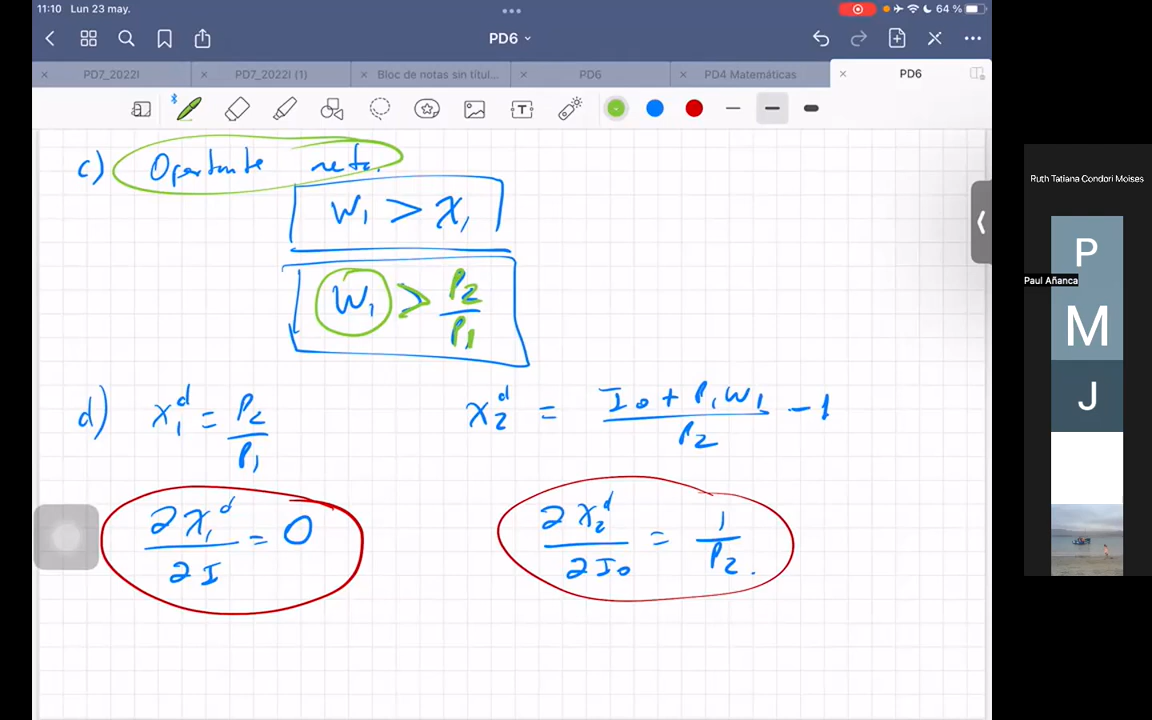 11:10 Lun 23 may.
64 %
PD6
PD7_2022I
PD7_2022I (1)
Bloc de notas sin títul...
PD6
PD4 Matemáticas
PD6
c) Ofertante neto.
W₁ > X₁
W₁ > P₂/P₁
d) x₁ᵈ = P₂/P₁
x₂ᵈ = (I₀ + P₁W₁)/P₂ - 1
∂x₁ᵈ/∂I = 0
∂x₂ᵈ/∂I₀ = 1/P₂.
Ruth Tatiana Condori Moises
P
Paul Añanca
M
J